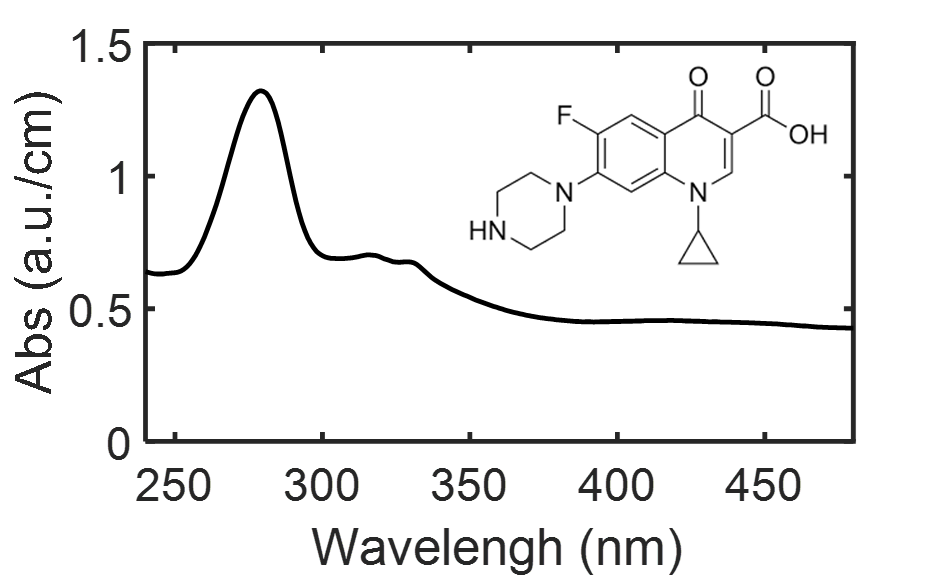 1.5
1
0.5
0
Abs (a.u./cm)
250 300 350 400 450
Wavelengh (nm)
O O
F
OH
N N
HN